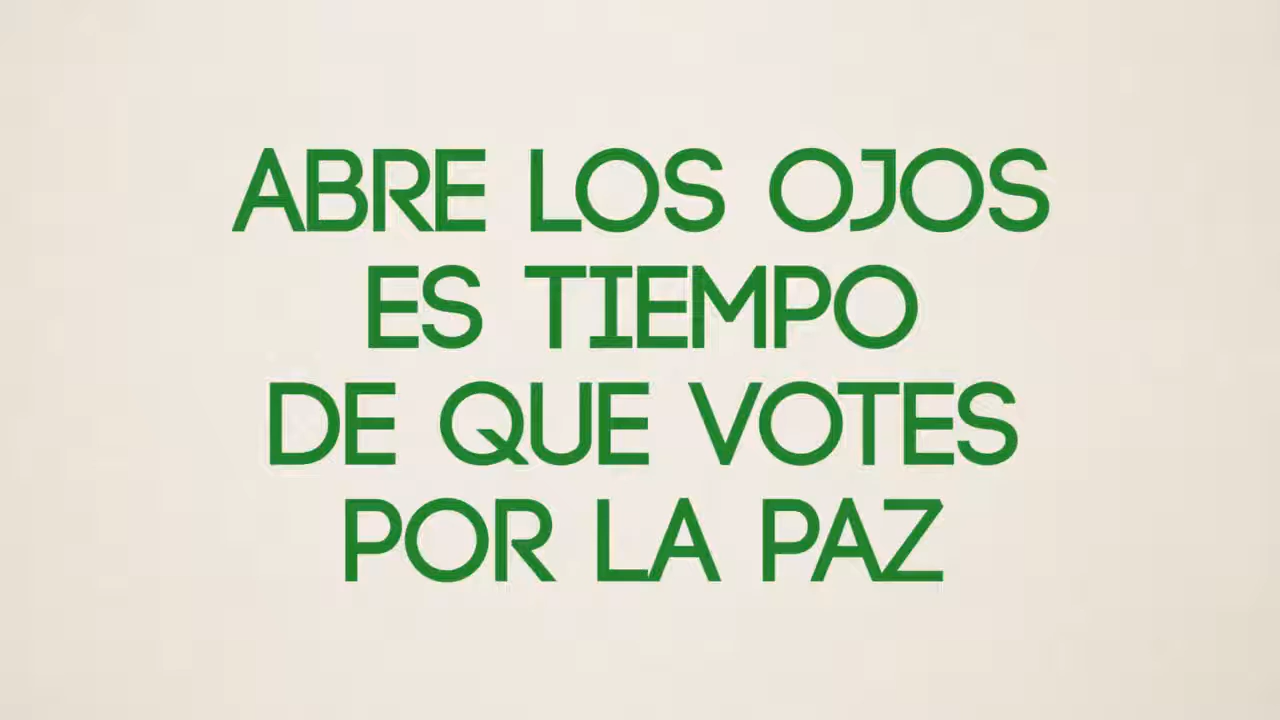 ABRE LOS OJOS
ES TIEMPO
DE QUE VOTES
POR LA PAZ